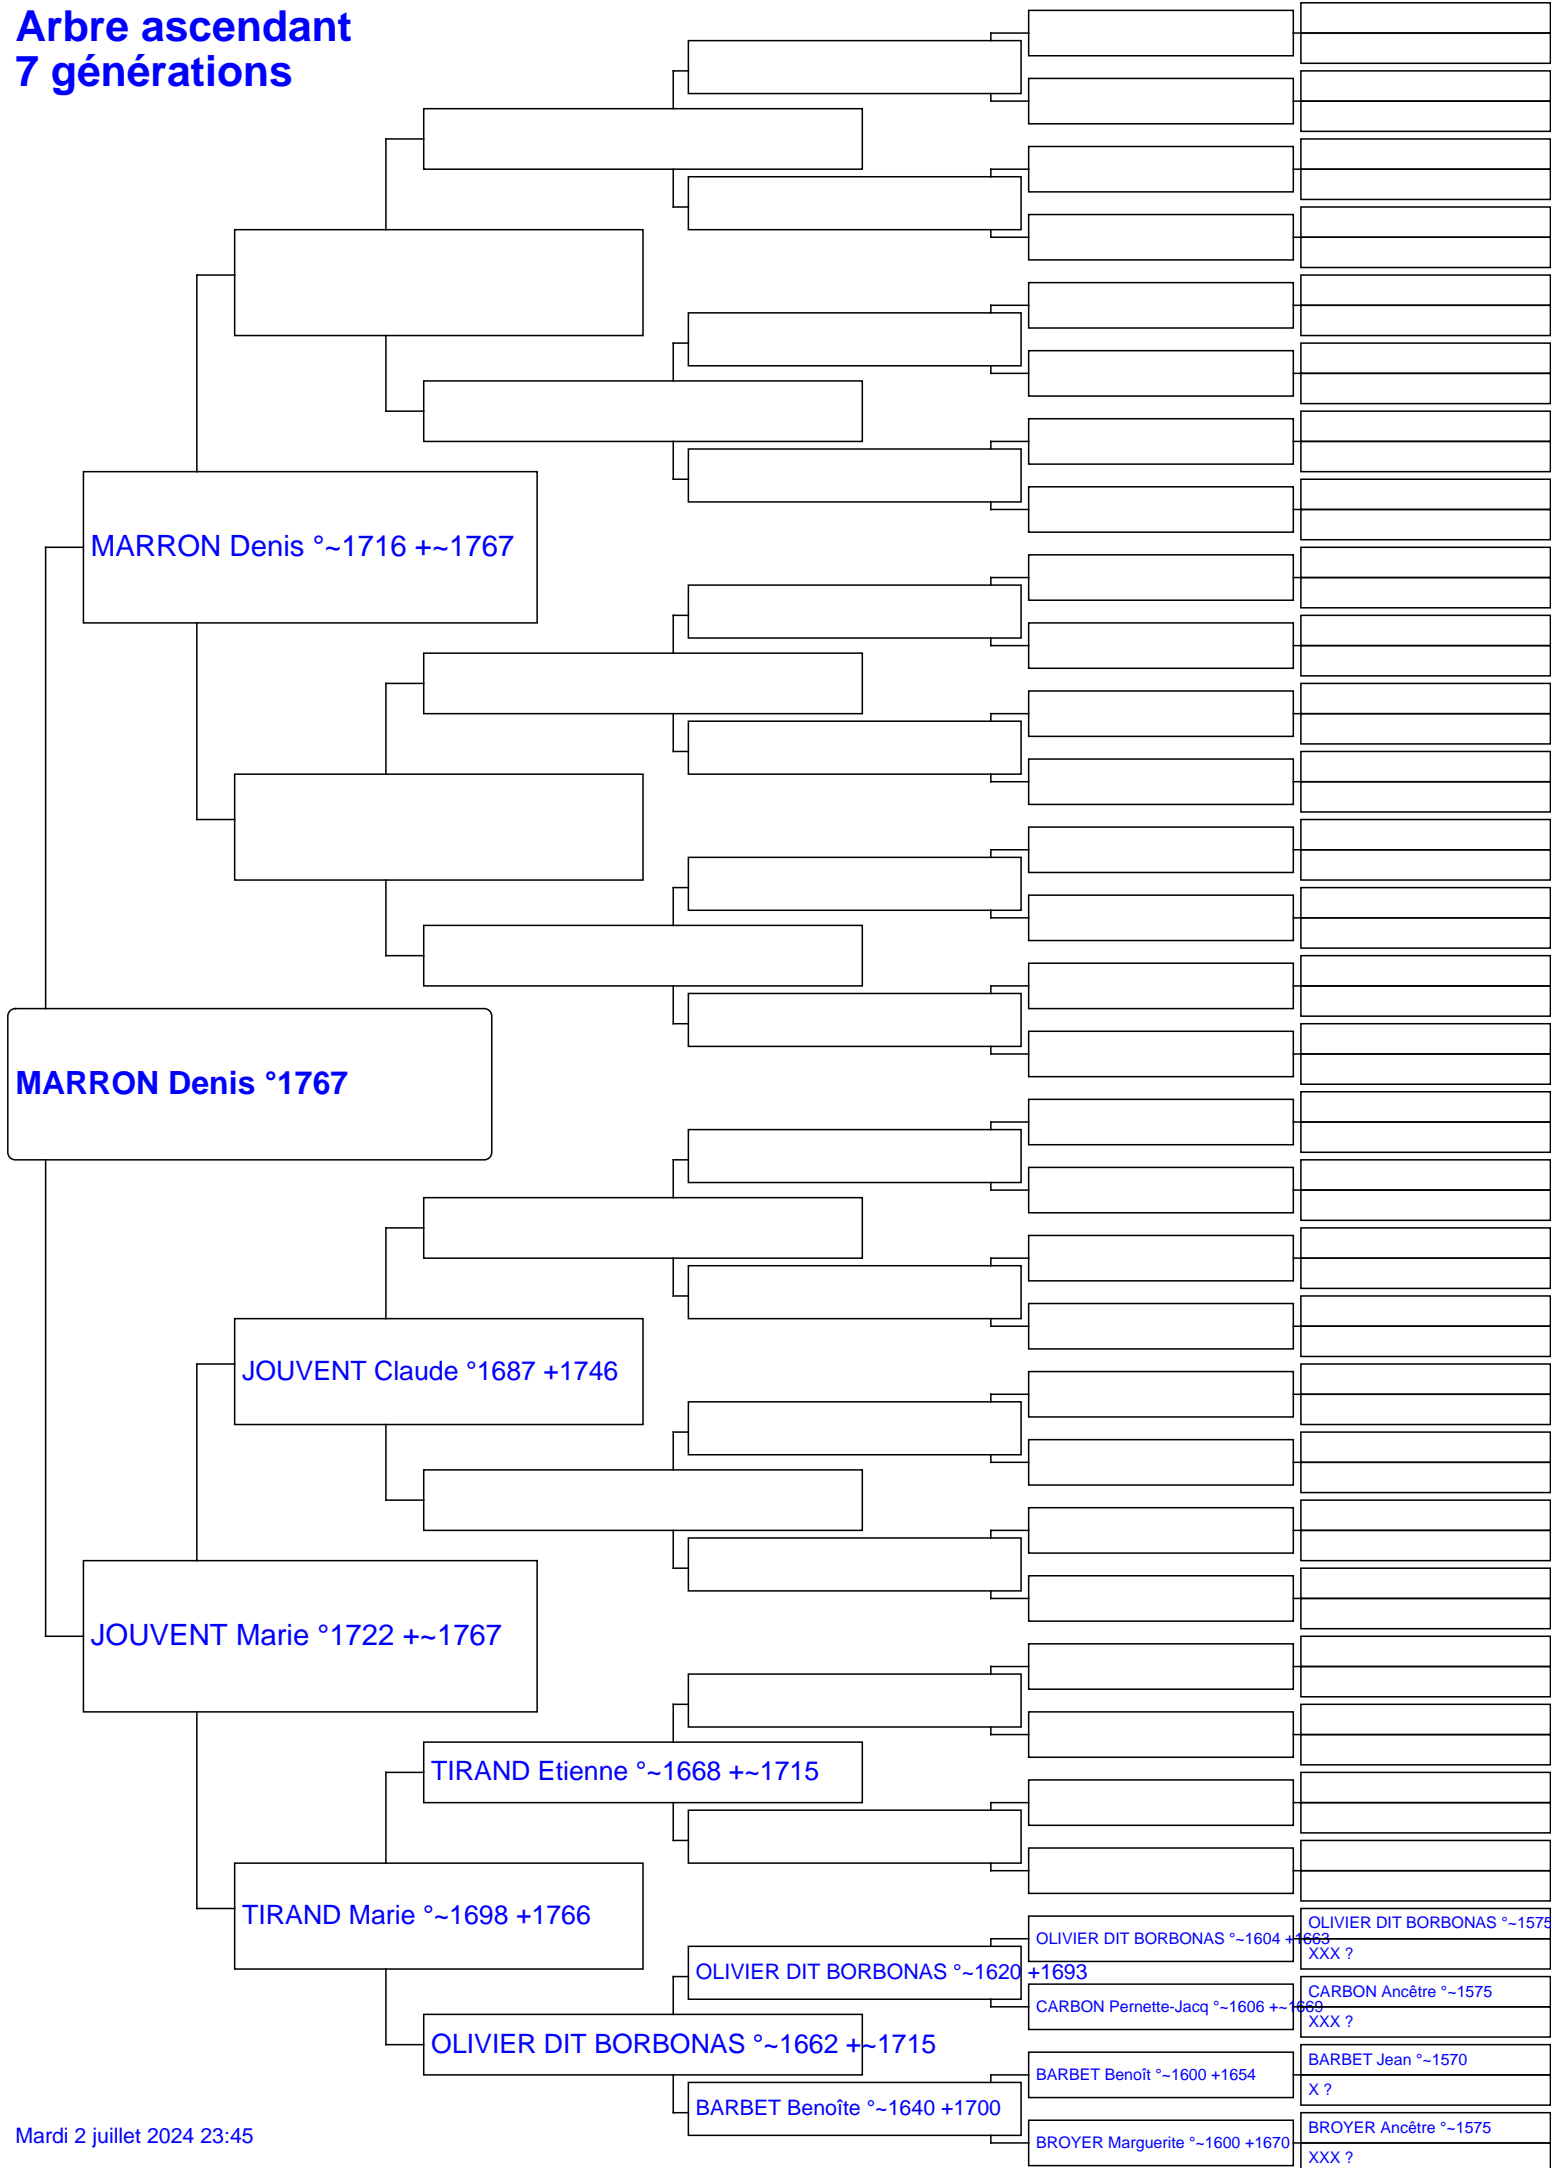 Arbre ascendant
7 générations
MARRON Denis °~1716 +~1767
MARRON Denis °1767
JOUVENT Claude °1687 +1746
JOUVENT Marie °1722 +~1767
TIRAND Etienne °~1668 +~1715
TIRAND Marie °~1698 +1766
OLIVIER DIT BORBONAS °~1575
OLIVIER DIT BORBONAS °~1604 +1663
XXX ?
OLIVIER DIT BORBONAS °~1620 +1693
CARBON Ancêtre °~1575
CARBON Pernette-Jacq °~1606 +~1669
XXX ?
OLIVIER DIT BORBONAS °~1662 +~1715
BARBET Jean °~1570
BARBET Benoît °~1600 +1654
X ?
BARBET Benoîte °~1640 +1700
BROYER Ancêtre °~1575
BROYER Marguerite °~1600 +1670
XXX ?
Mardi 2 juillet 2024 23:45